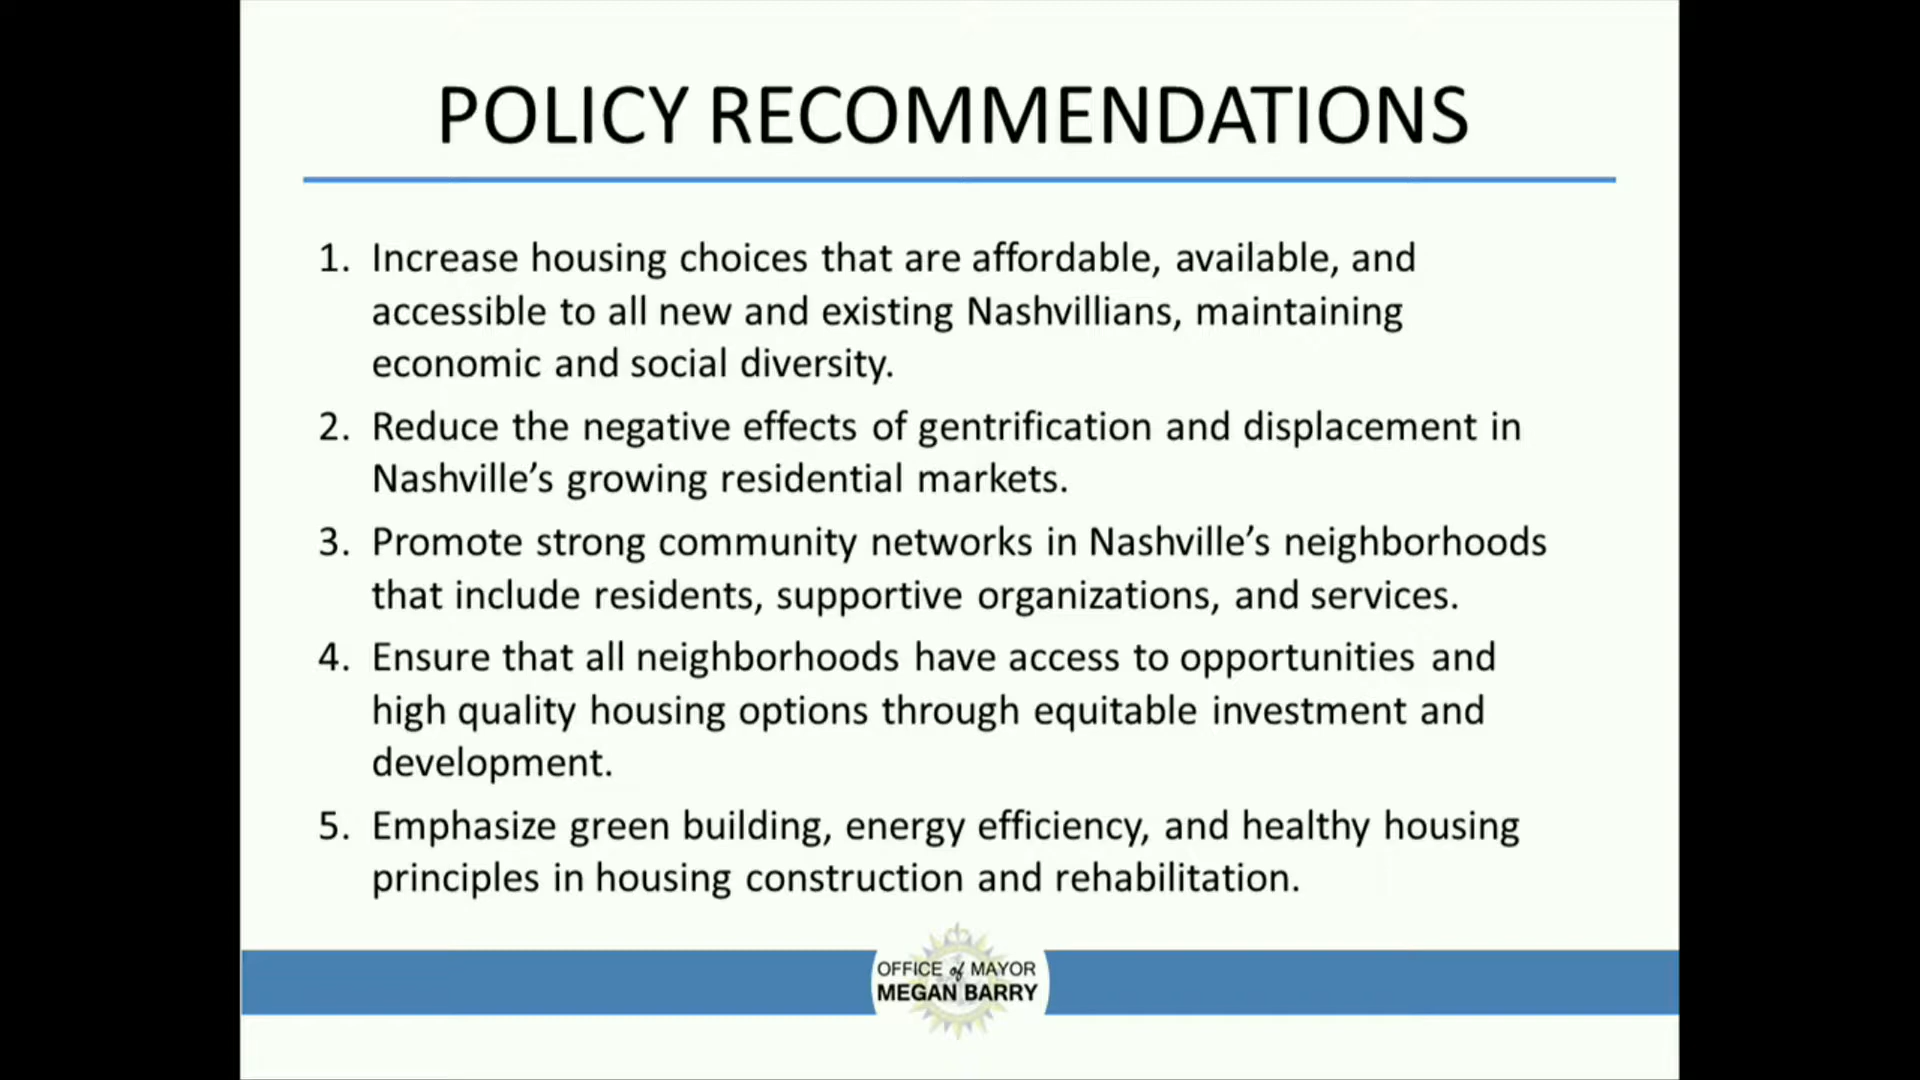 POLICY RECOMMENDATIONS
1. Increase housing choices that are affordable, available, and
accessible to all new and existing Nashvillians, maintaining
economic and social diversity.
2. Reduce the negative effects of gentrification and displacement in
Nashville’s growing residential markets.
3. Promote strong community networks in Nashville’s neighborhoods
that include residents, supportive organizations, and services.
4. Ensure that all neighborhoods have access to opportunities and
high quality housing options through equitable investment and
development.
5. Emphasize green building, energy efficiency, and healthy housing
principles in housing construction and rehabilitation.
OFFICE of MAYOR
MEGAN BARRY